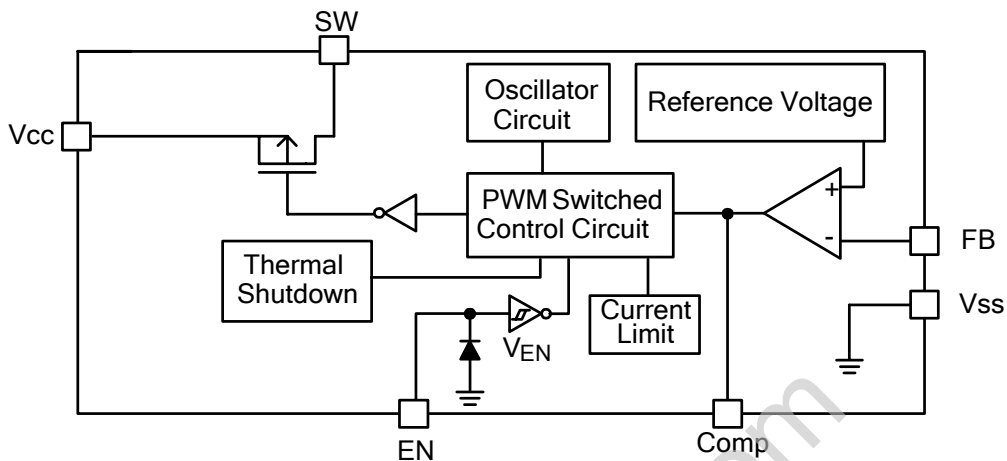 SW
Oscillator
Circuit
Reference Voltage
Vcc
PWM Switched
Control Circuit
+
-
FB
Thermal
Shutdown
Current
Limit
Vss
VEN
EN
Comp
om